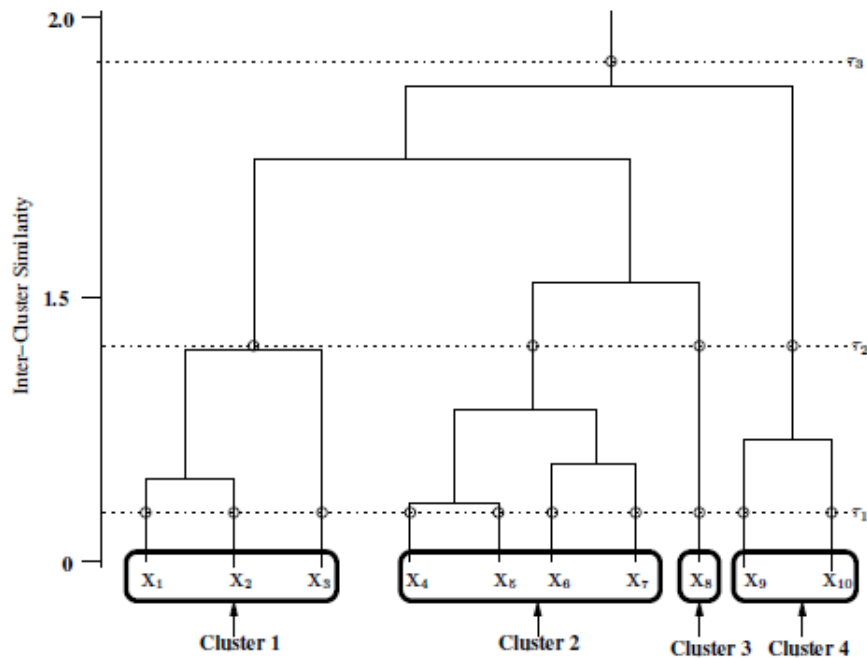 2.0
τ₃
Inter–Cluster Similarity
1.5
τ₂
τ₁
0
X₁ X₂ X₃ X₄ X₅ X₆ X₇ X₈ X₉ X₁₀
Cluster 1 Cluster 2 Cluster 3 Cluster 4